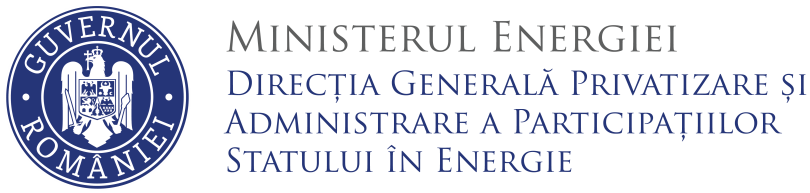 GUVERNUL
ROMÂNIEI
MINISTERUL ENERGIEI
DIRECȚIA GENERALĂ PRIVATIZARE ȘI
ADMINISTRARE A PARTICIPAȚIILOR
STATULUI ÎN ENERGIE